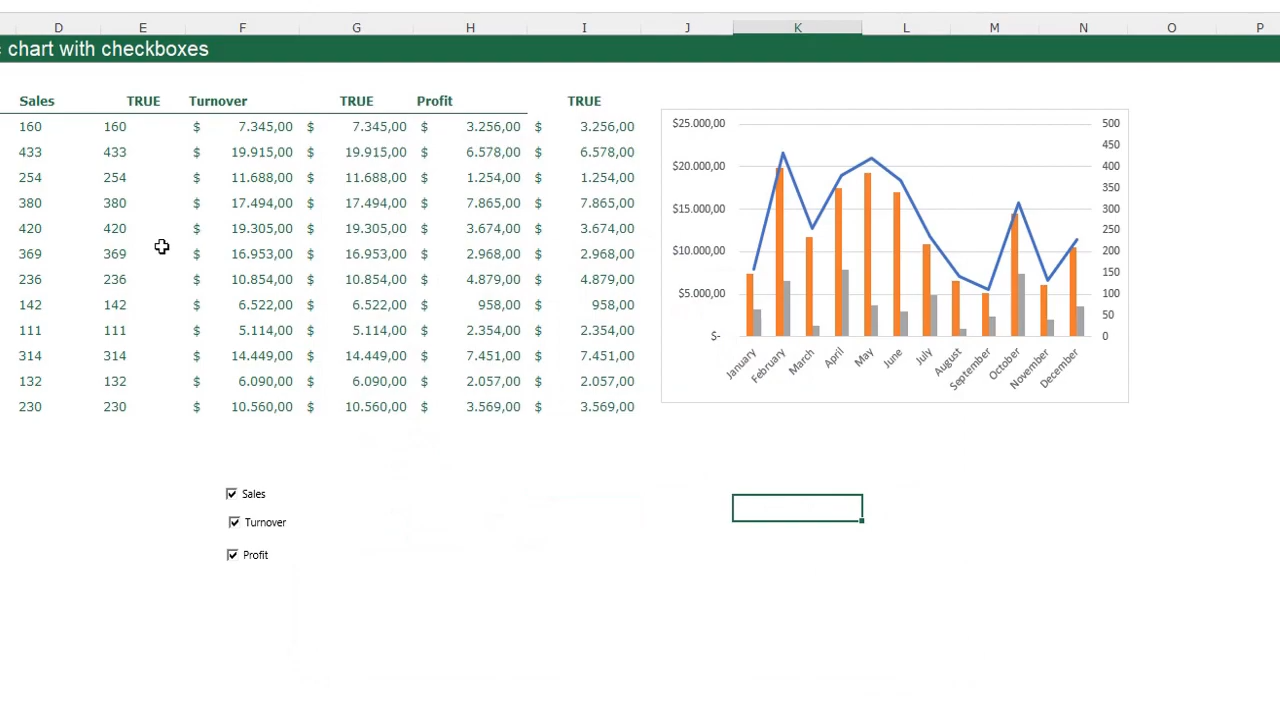 D E F G H I J K L M N O P
c chart with checkboxes
Sales TRUE Turnover TRUE Profit TRUE
160 160 $ 7.345,00 $ 7.345,00 $ 3.256,00 $ 3.256,00
433 433 $ 19.915,00 $ 19.915,00 $ 6.578,00 $ 6.578,00
254 254 $ 11.688,00 $ 11.688,00 $ 1.254,00 $ 1.254,00
380 380 $ 17.494,00 $ 17.494,00 $ 7.865,00 $ 7.865,00
420 420 $ 19.305,00 $ 19.305,00 $ 3.674,00 $ 3.674,00
369 369 $ 16.953,00 $ 16.953,00 $ 2.968,00 $ 2.968,00
236 236 $ 10.854,00 $ 10.854,00 $ 4.879,00 $ 4.879,00
142 142 $ 6.522,00 $ 6.522,00 $ 958,00 $ 958,00
111 111 $ 5.114,00 $ 5.114,00 $ 2.354,00 $ 2.354,00
314 314 $ 14.449,00 $ 14.449,00 $ 7.451,00 $ 7.451,00
132 132 $ 6.090,00 $ 6.090,00 $ 2.057,00 $ 2.057,00
230 230 $ 10.560,00 $ 10.560,00 $ 3.569,00 $ 3.569,00
$25.000,00
$20.000,00
$15.000,00
$10.000,00
$5.000,00
$-
500
450
400
350
300
250
200
150
100
50
0
January February March April May June July August September October November December
Sales
Turnover
Profit